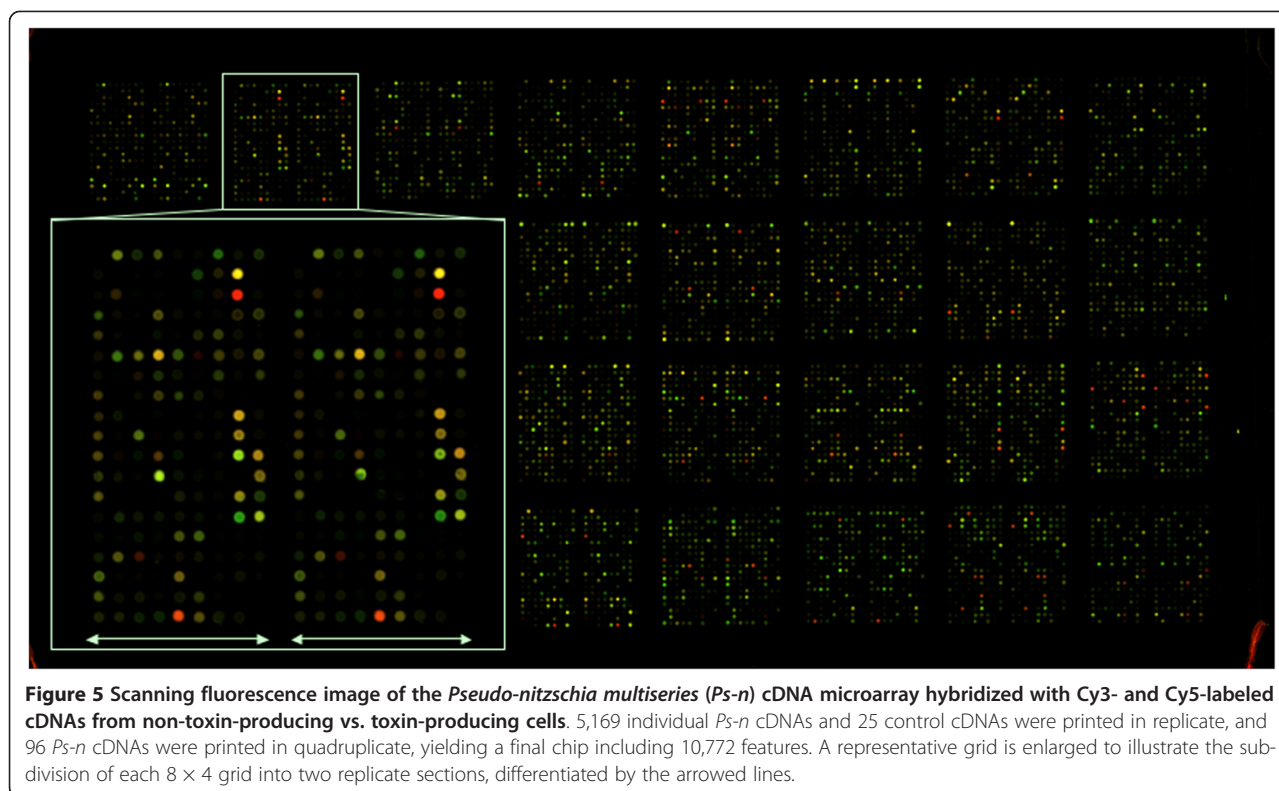 Figure 5 Scanning fluorescence image of the Pseudo-nitzschia multiseries (Ps-n) cDNA microarray hybridized with Cy3- and Cy5-labeled
cDNAs from non-toxin-producing vs. toxin-producing cells. 5,169 individual Ps-n cDNAs and 25 control cDNAs were printed in replicate, and
96 Ps-n cDNAs were printed in quadruplicate, yielding a final chip including 10,772 features. A representative grid is enlarged to illustrate the sub-
division of each 8 × 4 grid into two replicate sections, differentiated by the arrowed lines.